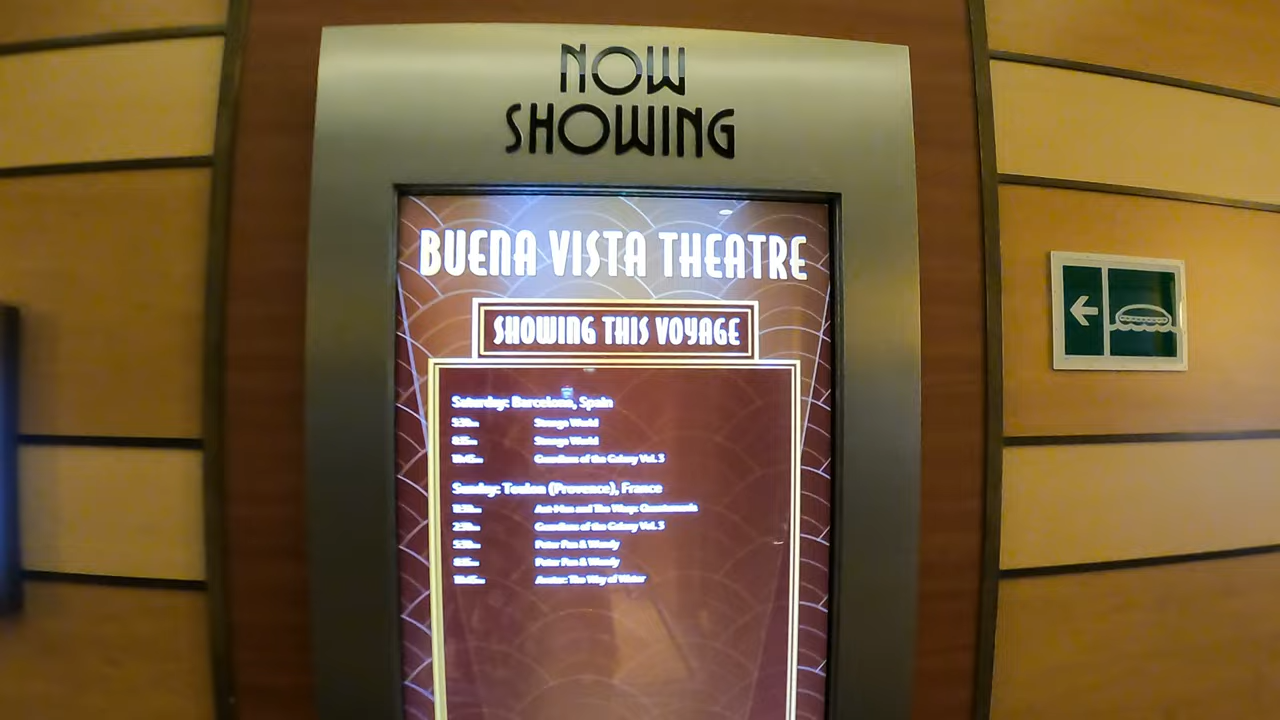 NOW
SHOWING
BUENA VISTA THEATRE
SHOWING THIS VOYAGE
Saturday: Barcelona, Spain
Strange World
Strange World
Guardians of the Galaxy Vol. 3
Sunday: Toulon (Provence), France
Ant-Man and The Wasp: Quantumania
Guardians of the Galaxy Vol. 3
Peter Pan & Wendy
Peter Pan & Wendy
Avatar: The Way of Water